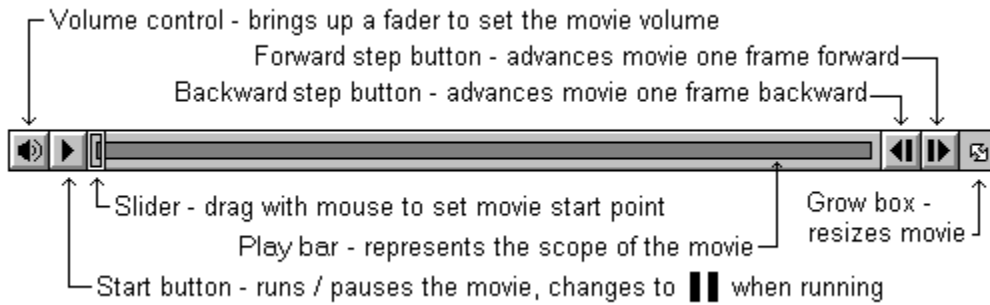 Volume control - brings up a fader to set the movie volume
Forward step button - advances movie one frame forward
Backward step button - advances movie one frame backward
Slider - drag with mouse to set movie start point
Grow box -
resizes movie
Play bar - represents the scope of the movie
Start button - runs / pauses the movie, changes to when running